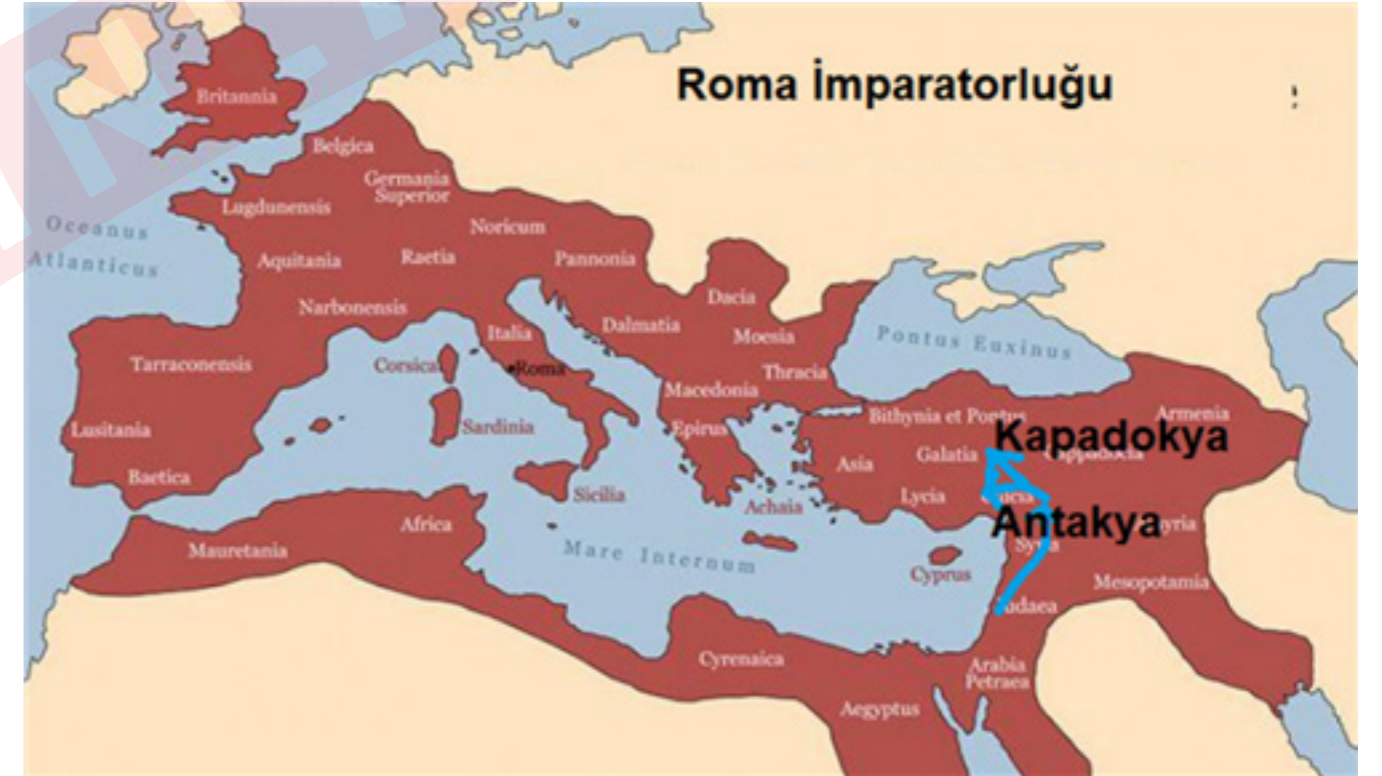 Roma İmparatorluğu
Britannia
Belgica
Germania
Superior
Lugdunensis
Noricum
Oceanus
Atlanticus
Aquitania
Raetia
Pannonia
Narbonensis
Dacia
Italia
Dalmatia
Moesia
Pontus Euxinus
Tarraconensis
Corsica
Roma
Thracia
Macedonia
Bithynia et Pontus
Armenia
Lusitania
Sardinia
Epirus
Kapadokya
Galatia
Cappadocia
Asia
Baetica
Sicilia
Achaia
Lycia
Antakya
Africa
Mauretania
Mare Internum
Syria
Cyprus
Mesopotamia
Judaea
Cyrenaica
Arabia
Petraea
Aegyptus